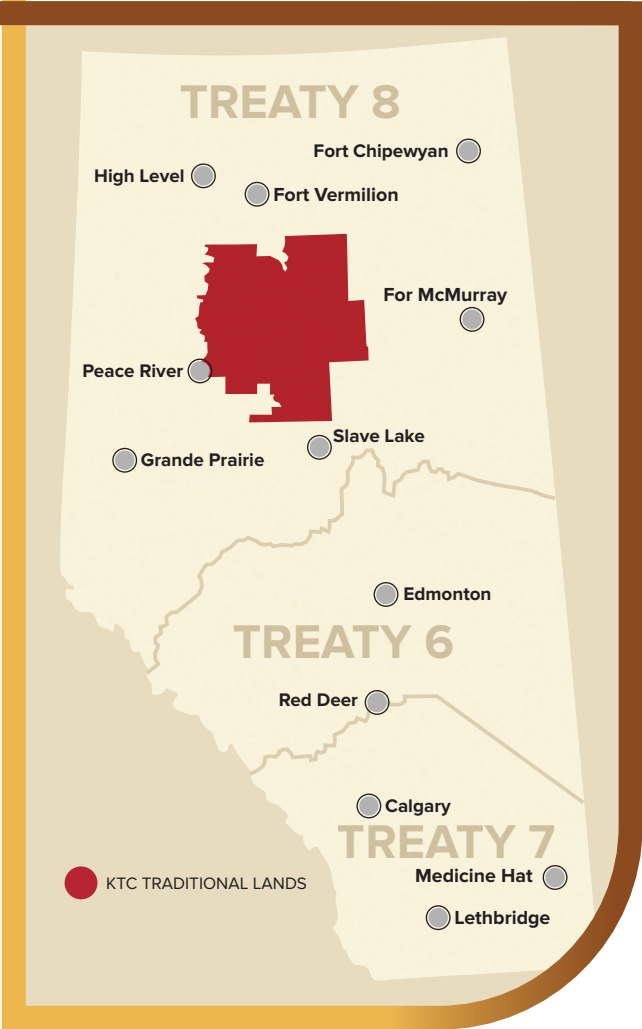 TREATY 8
Fort Chipewyan
High Level
Fort Vermilion
For McMurray
Peace River
Slave Lake
Grande Prairie
Edmonton
TREATY 6
Red Deer
Calgary
TREATY 7
Medicine Hat
KTC TRADITIONAL LANDS
Lethbridge